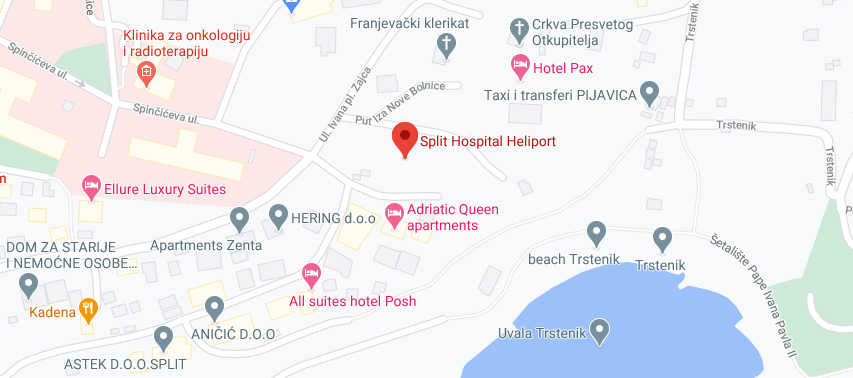 Franjevački klerikat
Crkva Presvetog
Otkupitelja
Klinika za onkologiju
i radioterapiju
Trstenik
Spinčićeva ul.
Hotel Pax
Taxi i transferi PIJAVICA
Put Iza Nove Bolnice
Ul. Ivana pl. Zajca
Spinčićeva ul.
Trstenik
Split Hospital Heliport
Trstenik
Ellure Luxury Suites
HERING d.o.o
Adriatic Queen
apartments
Apartments Zenta
DOM ZA STARIJE
I NEMOĆNE OSOBE...
beach Trstenik
Trstenik
Šetalište Pape Ivana Pavla II
All suites hotel Posh
Kadena
ANIČIĆ D.O.O
Uvala Trstenik
ASTEK D.O.O.SPLIT